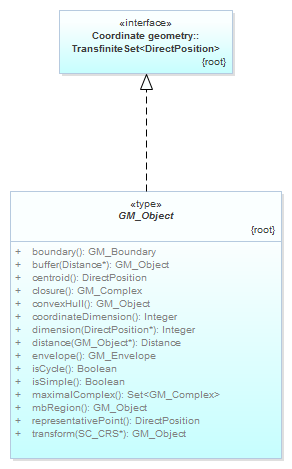 «interface»
Coordinate geometry::
TransfiniteSet<DirectPosition>
{root}
«type»
GM_Object
{root}
+ boundary(): GM_Boundary
+ buffer(Distance*): GM_Object
+ centroid(): DirectPosition
+ closure(): GM_Complex
+ convexHull(): GM_Object
+ coordinateDimension(): Integer
+ dimension(DirectPosition*): Integer
+ distance(GM_Object*): Distance
+ envelope(): GM_Envelope
+ isCycle(): Boolean
+ isSimple(): Boolean
+ maximalComplex(): Set<GM_Complex>
+ mbRegion(): GM_Object
+ representativePoint(): DirectPosition
+ transform(SC_CRS*): GM_Object